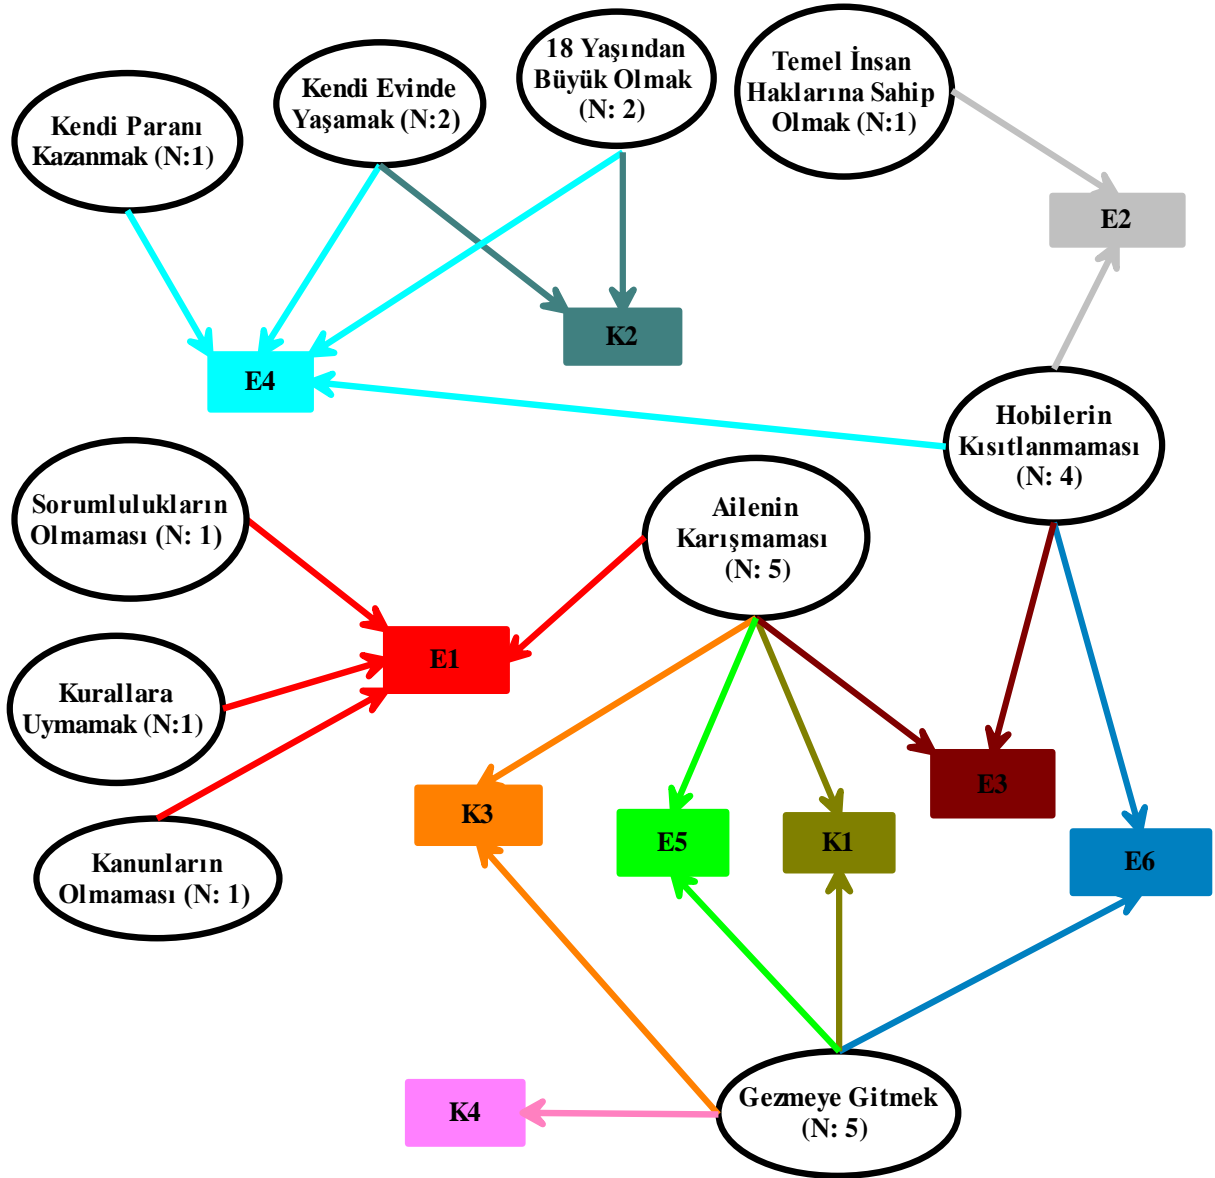 Kendi Paranı
Kazanmak (N:1)
Kendi Evinde
Yaşamak (N:2)
18 Yaşından
Büyük Olmak
(N: 2)
Temel İnsan
Haklarına Sahip
Olmak (N:1)
E2
K2
E4
Hobilerin
Kısıtlanmaması
(N: 4)
Sorumlulukların
Olmaması (N: 1)
Ailenin
Karışmaması
(N: 5)
E1
Kurallara
Uymamak (N:1)
Kanunların
Olmaması (N: 1)
K3
E5
K1
E3
E6
K4
Gezmeye Gitmek
(N: 5)